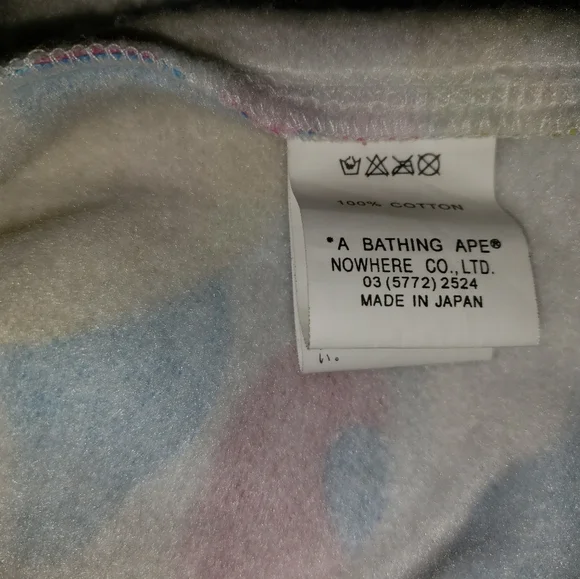 100% COTTON
*A BATHING APE®
NOWHERE CO.,LTD.
03 (5772) 2524
MADE IN JAPAN